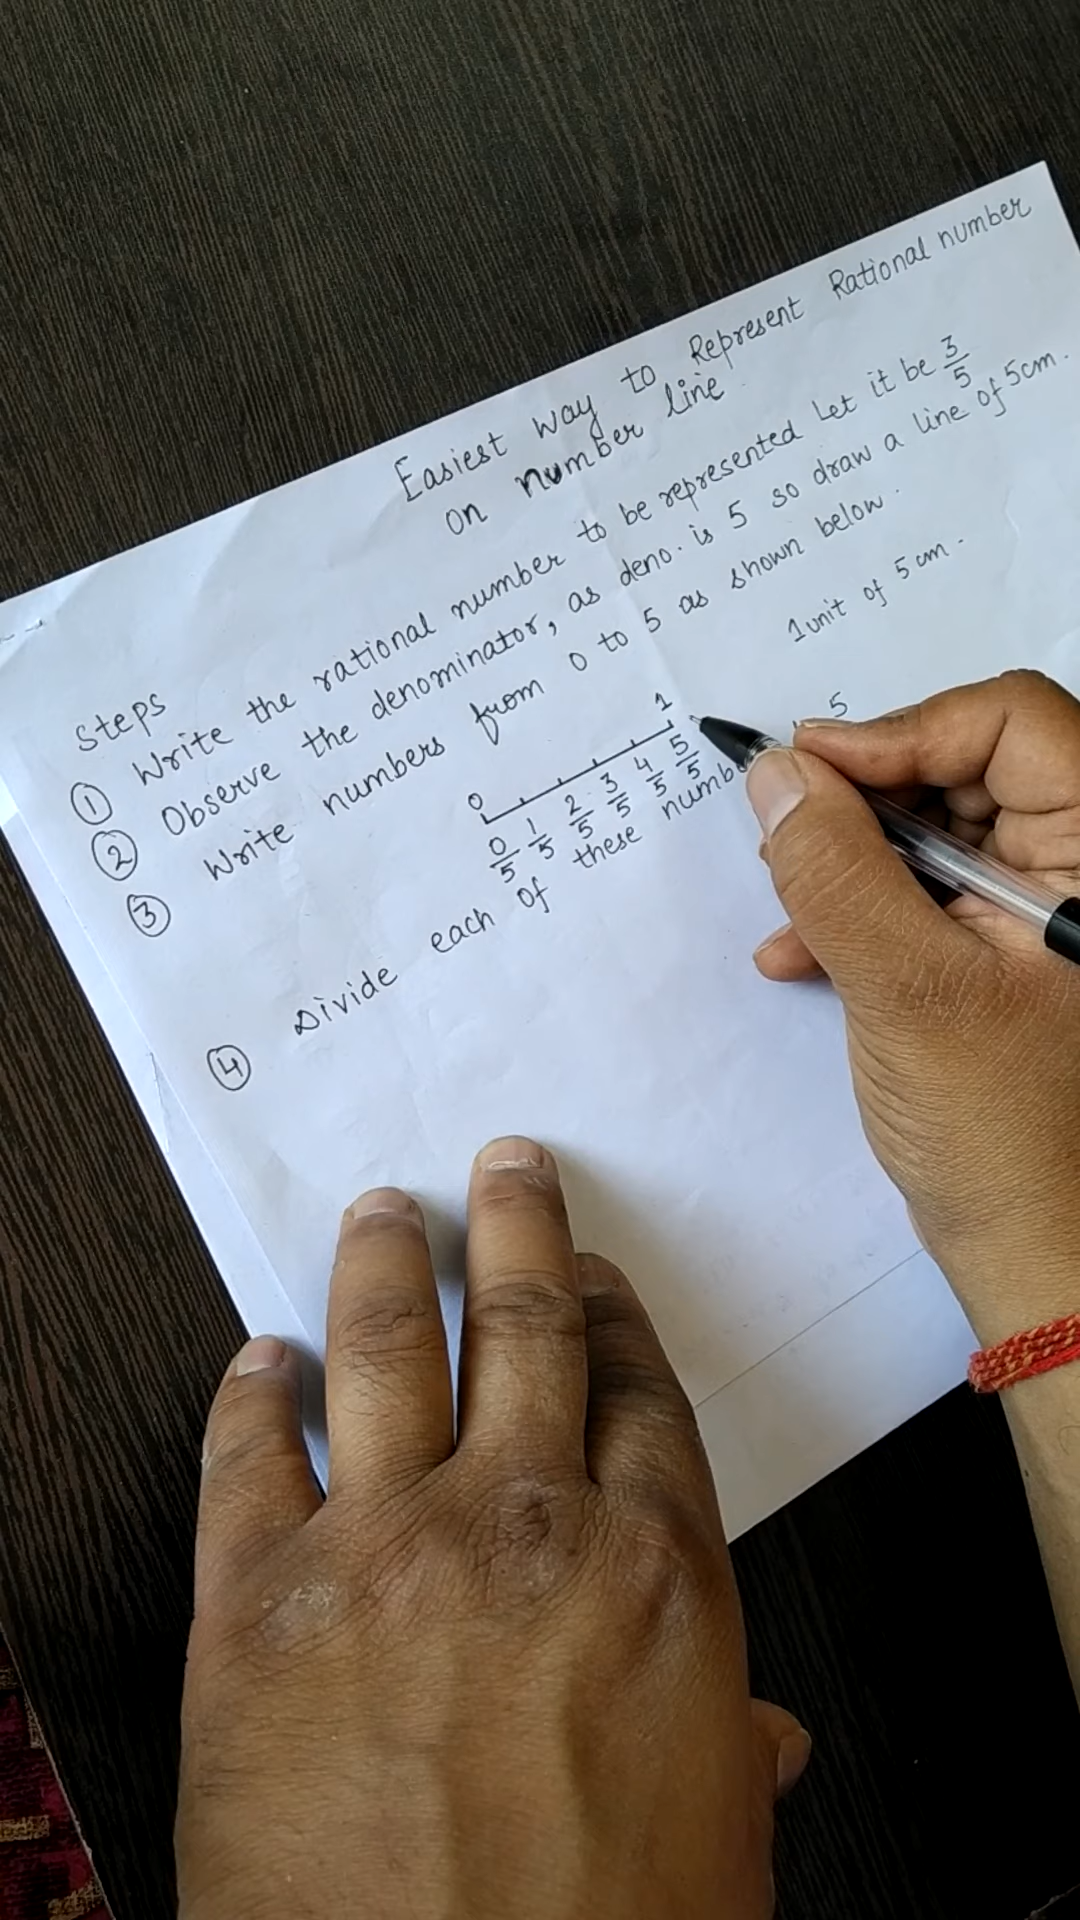 Easiest way to Represent Rational number
on number line.
Steps
① Write the rational number to be represented Let it be 3/5
② Observe the denominator, as deno. is 5 so draw a line of 5cm.
③ Write numbers from 0 to 5 as shown below.
1 unit of 5 cm.
0 1
0/5 1/5 2/5 3/5 4/5 5/5
④ Divide each of these 5